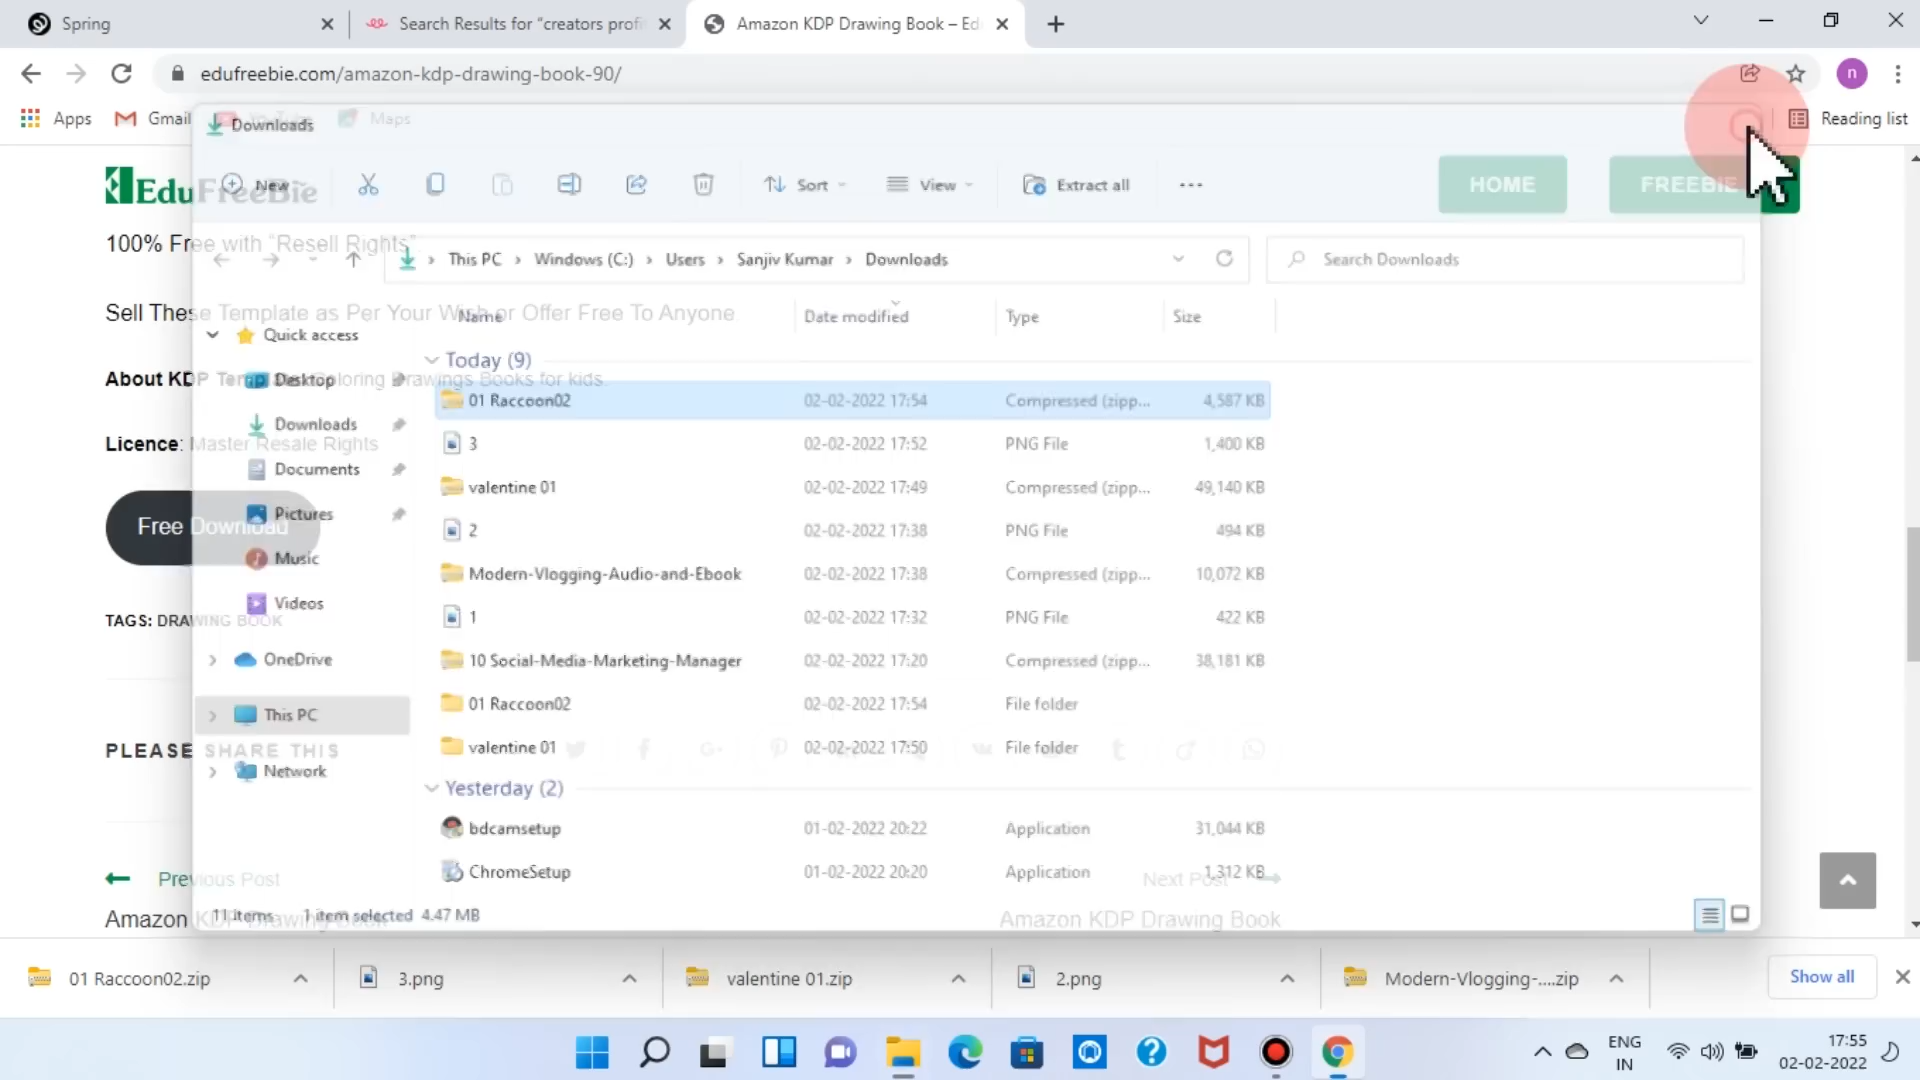 Spring
Search Results for "creators profi
Amazon KDP Drawing Book – Ed
edufreebie.com/amazon-kdp-drawing-book-90/
n
Apps
Gmail
YouTube
Maps
Reading list
Downloads
EduFreeBie
New
Sort
View
Extract all
HOME
FREEBIE
100% Free with "Resell Rights"
This PC > Windows (C:) > Users > Sanjiv Kumar > Downloads
Search Downloads
Sell These Template as Per Your Wish or Offer Free To Anyone
Name
Date modified
Type
Size
Quick access
Today (9)
About KDP Template: Coloring Drawings Books for kids.
Desktop
01 Raccoon02 02-02-2022 17:54 Compressed (zipp... 4,587 KB
Downloads
3 02-02-2022 17:52 PNG File 1,400 KB
Licence: Master Resale Rights
Documents
valentine 01 02-02-2022 17:49 Compressed (zipp... 49,140 KB
Free Download
Pictures
2 02-02-2022 17:38 PNG File 494 KB
Music
Modern-Vlogging-Audio-and-Ebook 02-02-2022 17:38 Compressed (zipp... 10,072 KB
Videos
TAGS: DRAWING BOOK
1 02-02-2022 17:32 PNG File 422 KB
OneDrive
10 Social-Media-Marketing-Manager 02-02-2022 17:20 Compressed (zipp... 38,181 KB
This PC
01 Raccoon02 02-02-2022 17:54 File folder
PLEASE SHARE THIS
valentine 01 02-02-2022 17:50 File folder
Network
Yesterday (2)
bdcamsetup 01-02-2022 20:22 Application 31,044 KB
ChromeSetup 01-02-2022 20:20 Application 1,312 KB
Previous Post
Next Post
Amazon KDP Drawing Book
Amazon KDP Drawing Book
11 items 1 item selected 4.47 MB
01 Raccoon02.zip
3.png
valentine 01.zip
2.png
Modern-Vlogging-....zip
Show all
ENG
IN
17:55
02-02-2022